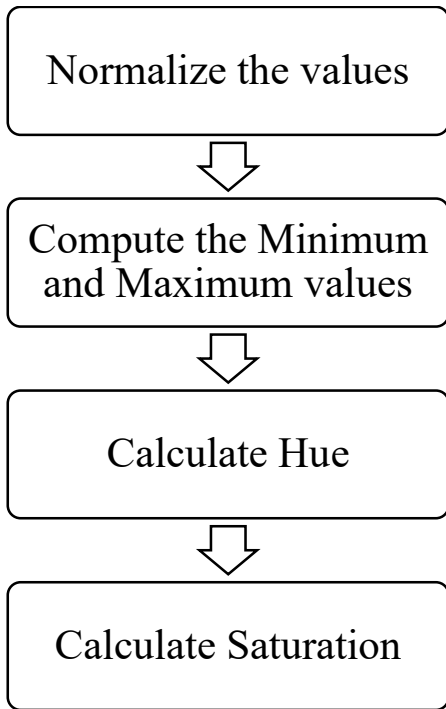 Normalize the values
Compute the Minimum
and Maximum values
Calculate Hue
Calculate Saturation